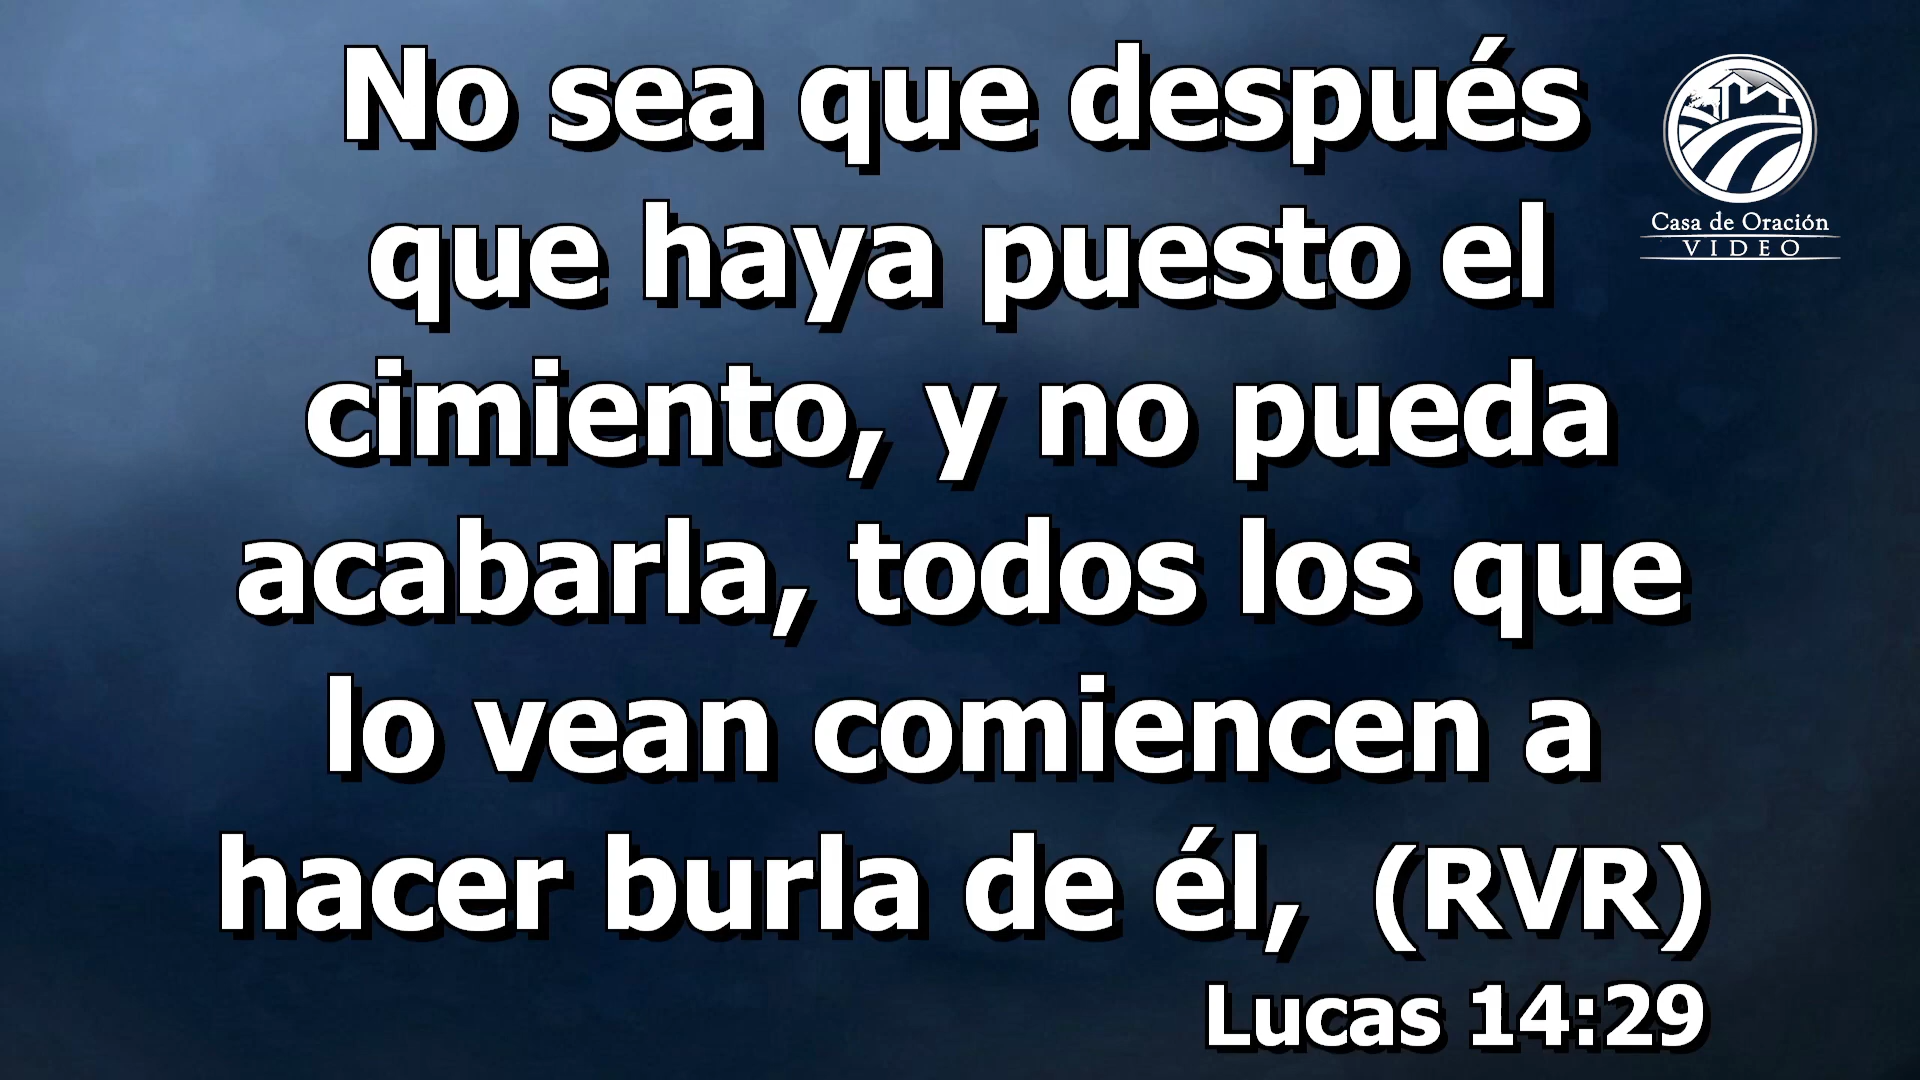 No sea que después
que haya puesto el
cimiento, y no pueda
acabarla, todos los que
lo vean comiencen a
hacer burla de él, (RVR)
Lucas 14:29
Casa de Oración
VIDEO